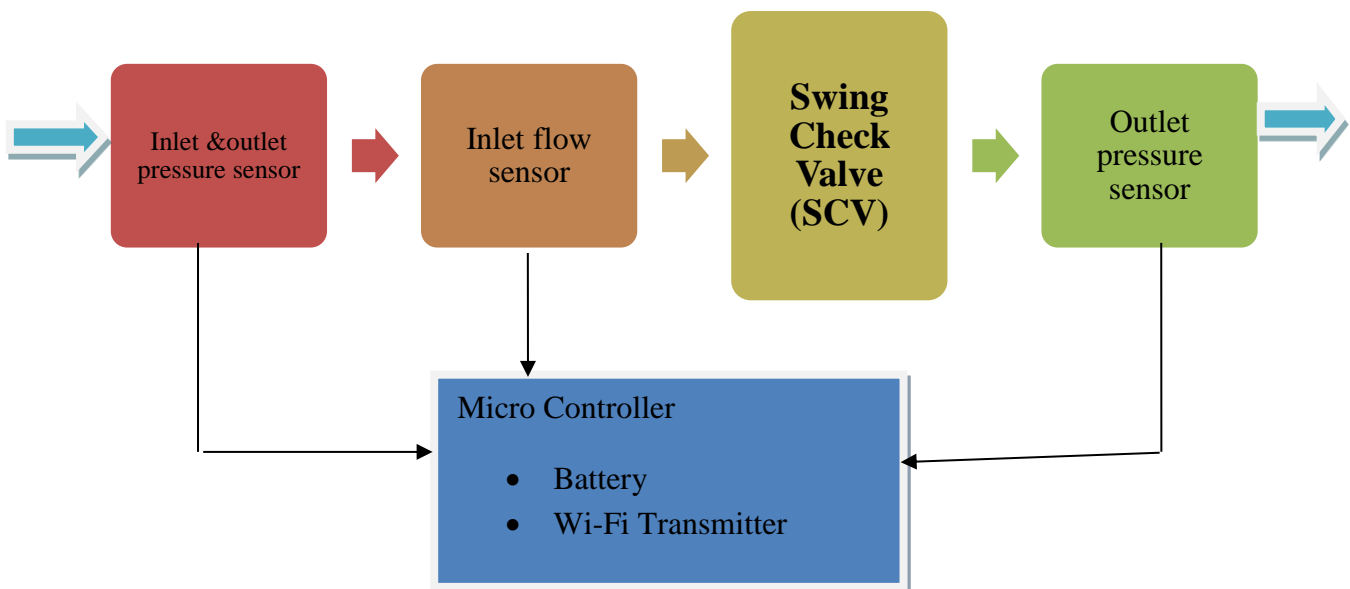 Inlet &outlet
pressure sensor
Inlet flow
sensor
Swing
Check
Valve
(SCV)
Outlet
pressure
sensor
Micro Controller
• Battery
• Wi-Fi Transmitter